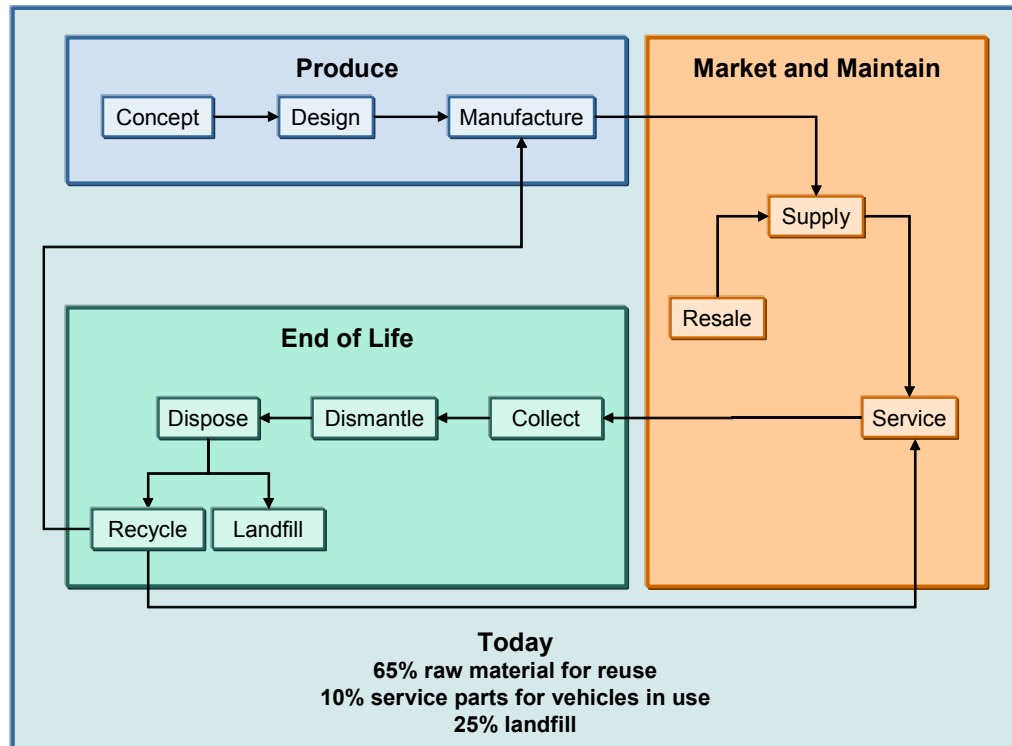 Produce
Concept
Design
Manufacture
Market and Maintain
Supply
Resale
Service
End of Life
Dispose
Dismantle
Collect
Recycle
Landfill
Today
65% raw material for reuse
10% service parts for vehicles in use
25% landfill